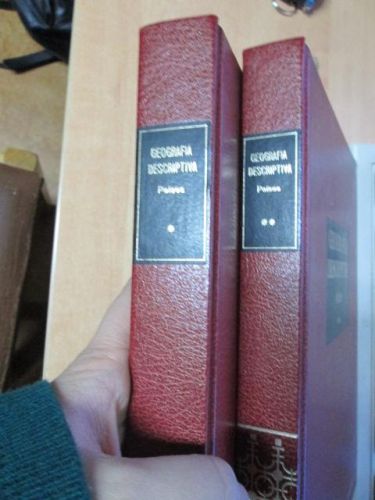 GEOGRAFIA
DESCRIPTIVA
Países
*
GEOGRAFIA
DESCRIPTIVA
Países
**